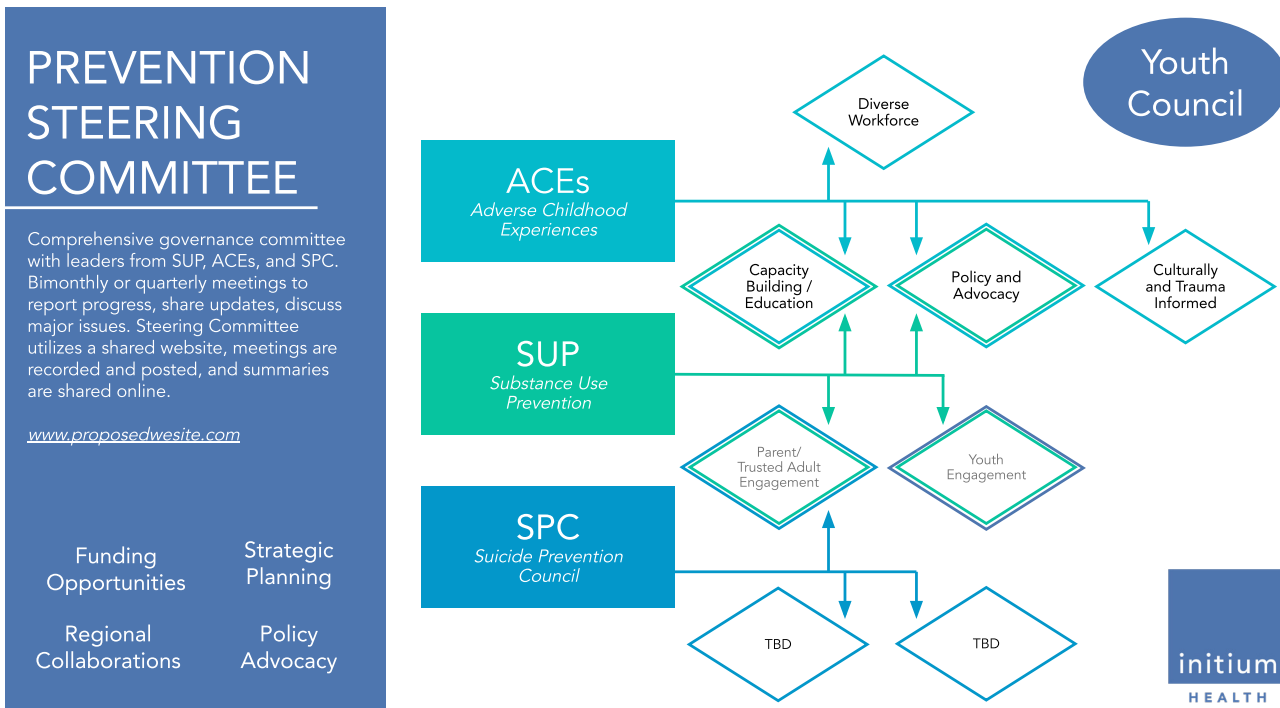 PREVENTION
STEERING
COMMITTEE
Comprehensive governance committee
with leaders from SUP, ACEs, and SPC.
Bimonthly or quarterly meetings to
report progress, share updates, discuss
major issues. Steering Committee
utilizes a shared website, meetings are
recorded and posted, and summaries
are shared online.
www.proposedwesite.com
Funding
Opportunities
Strategic
Planning
Regional
Collaborations
Policy
Advocacy
Youth
Council
Diverse
Workforce
ACEs
Adverse Childhood
Experiences
Capacity
Building /
Education
Policy and
Advocacy
Culturally
and Trauma
Informed
SUP
Substance Use
Prevention
Parent/
Trusted Adult
Engagement
Youth
Engagement
SPC
Suicide Prevention
Council
TBD
TBD
initium
HEALTH